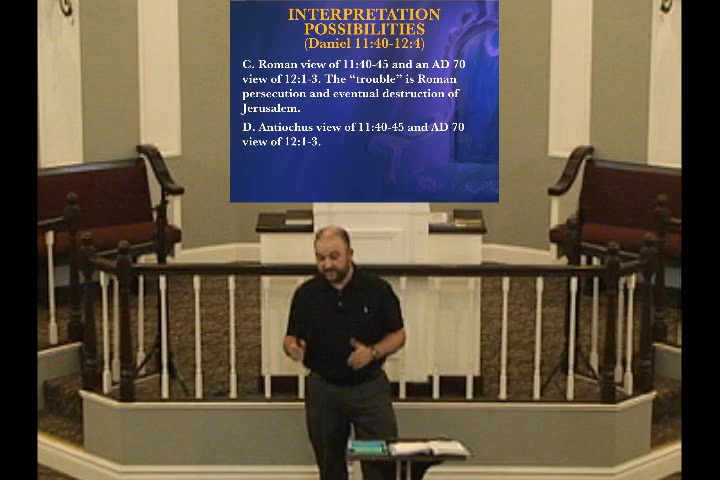 INTERPRETATION
POSSIBILITIES
(Daniel 11:40-12:4)
C. Roman view of 11:40-45 and an AD 70
view of 12:1-3. The “trouble” is Roman
persecution and eventual destruction of
Jerusalem.
D. Antiochus view of 11:40-45 and AD 70
view of 12:1-3.